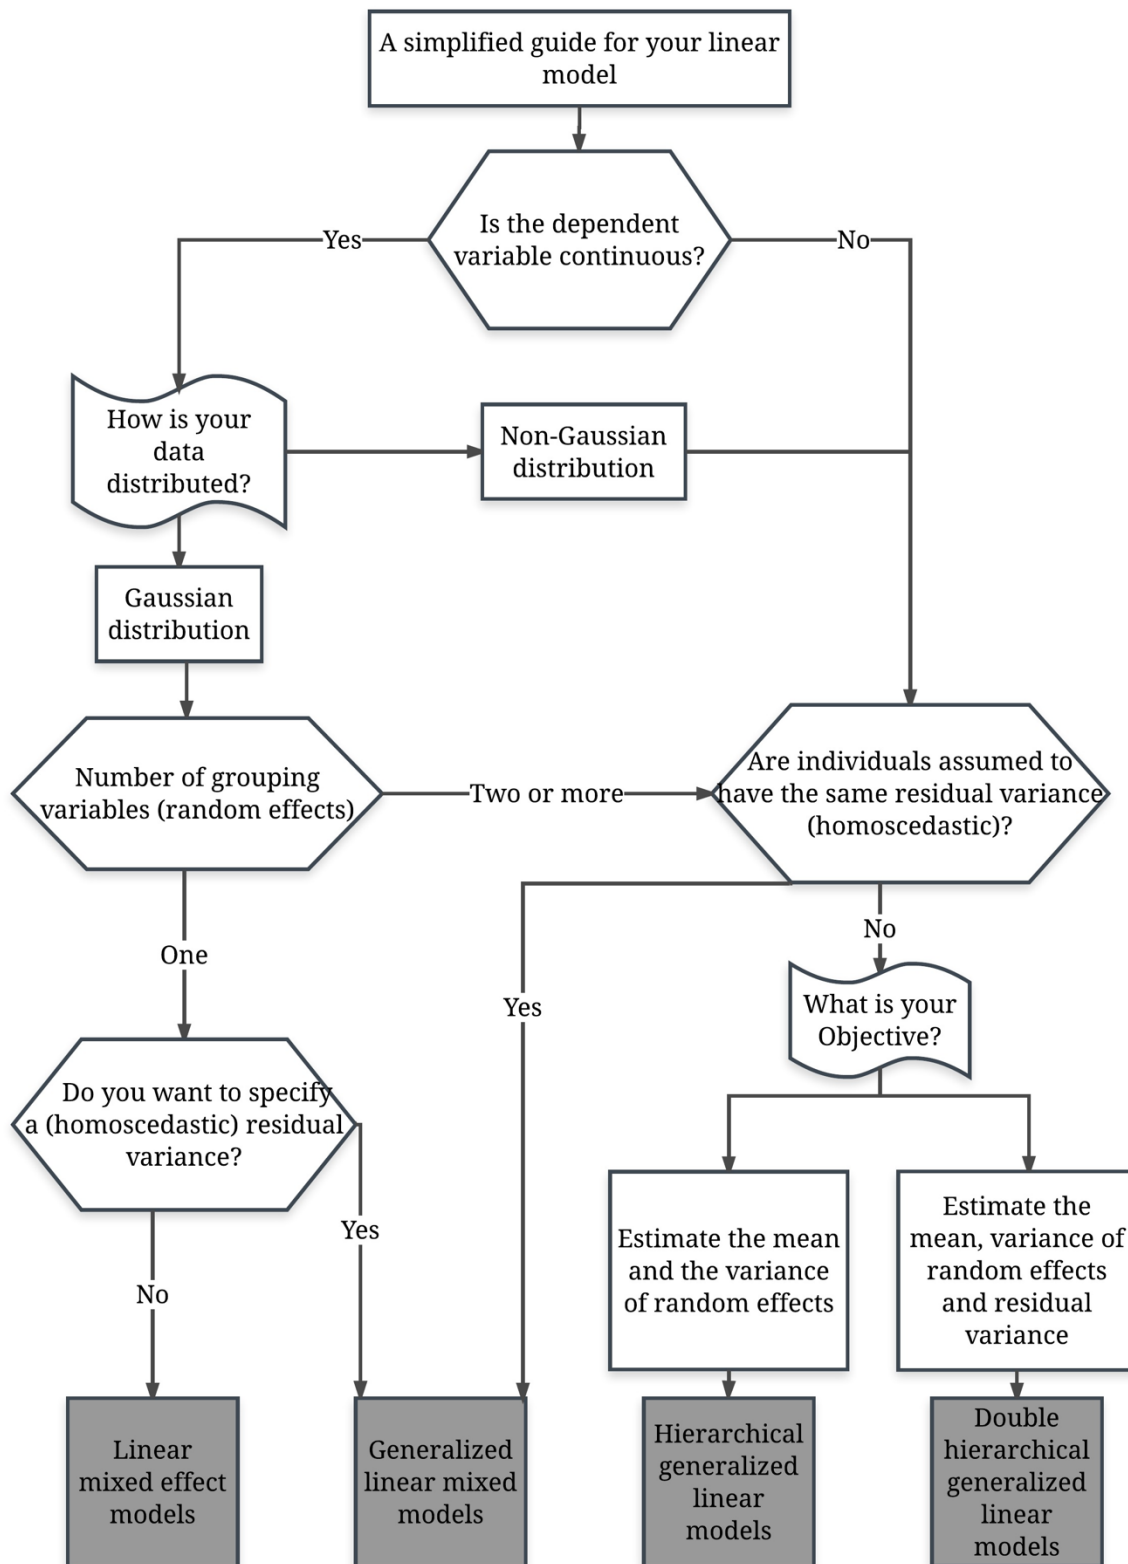 A simplified guide for your linear
model
Is the dependent
variable continuous?
Yes
No
How is your
data
distributed?
Non-Gaussian
distribution
Gaussian
distribution
Number of grouping
variables (random effects)
Two or more
Are individuals assumed to
have the same residual variance
(homoscedastic)?
One
Yes
No
What is your
Objective?
Do you want to specify
a (homoscedastic) residual
variance?
No
Yes
Estimate the mean
and the variance
of random effects
Estimate the
mean, variance of
random effects
and residual
variance
Linear
mixed effect
models
Generalized
linear mixed
models
Hierarchical
generalized
linear
models
Double
hierarchical
generalized
linear
models